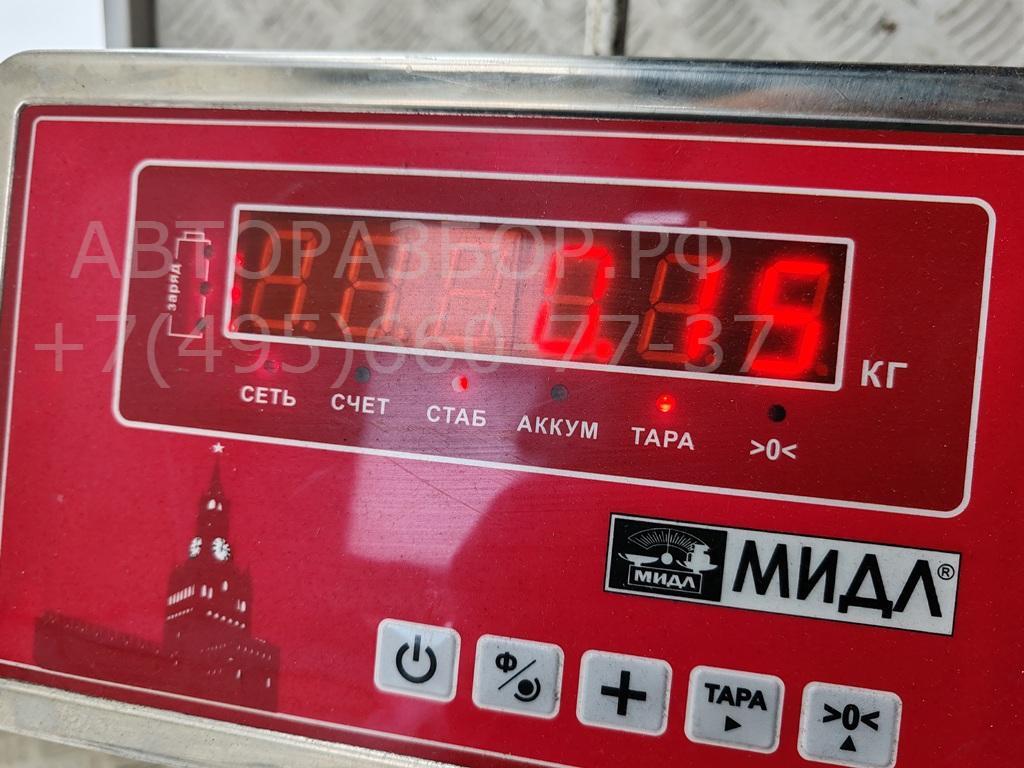 АВТОРАЗБОР.РФ
+7(495)660-77-37
заряд
0.15
КГ
СЕТЬ СЧЕТ СТАБ АККУМ ТАРА >0<
МИДЛ МИДЛ®
Ф/ + ТАРА >0<